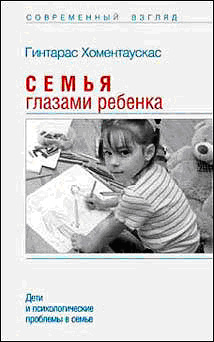 СОВРЕМЕННЫЙ ВЗГЛЯД
Гинтарас Хоментаускас
СЕМЬЯ
глазами ребенка
Дети
и психологические
проблемы в семье